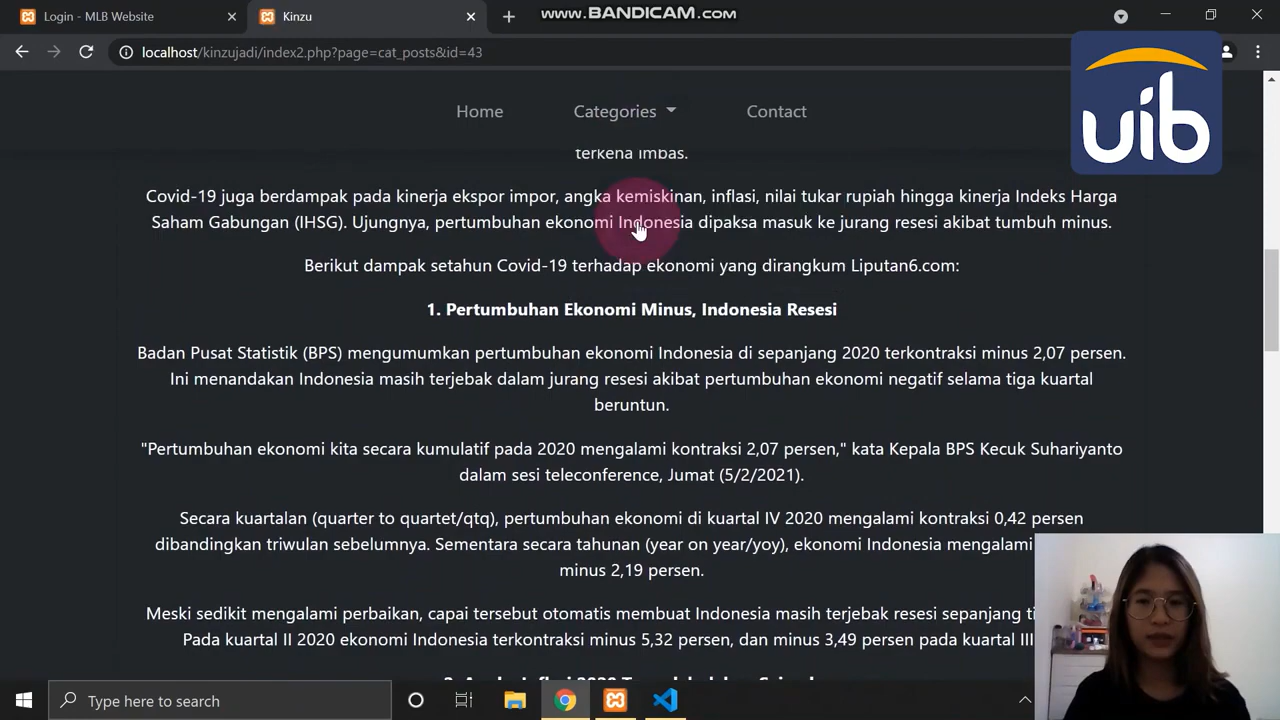 Login - MLB Website
Kinzu
www.BANDICAM.com
localhost/kinzujadi/index2.php?page=cat_posts&id=43
uib
Home Categories Contact
terkena imbas.
Covid-19 juga berdampak pada kinerja ekspor impor, angka kemiskinan, inflasi, nilai tukar rupiah hingga kinerja Indeks Harga
Saham Gabungan (IHSG). Ujungnya, pertumbuhan ekonomi Indonesia dipaksa masuk ke jurang resesi akibat tumbuh minus.
Berikut dampak setahun Covid-19 terhadap ekonomi yang dirangkum Liputan6.com:
1. Pertumbuhan Ekonomi Minus, Indonesia Resesi
Badan Pusat Statistik (BPS) mengumumkan pertumbuhan ekonomi Indonesia di sepanjang 2020 terkontraksi minus 2,07 persen.
Ini menandakan Indonesia masih terjebak dalam jurang resesi akibat pertumbuhan ekonomi negatif selama tiga kuartal
beruntun.
"Pertumbuhan ekonomi kita secara kumulatif pada 2020 mengalami kontraksi 2,07 persen," kata Kepala BPS Kecuk Suhariyanto
dalam sesi teleconference, Jumat (5/2/2021).
Secara kuartalan (quarter to quartet/qtq), pertumbuhan ekonomi di kuartal IV 2020 mengalami kontraksi 0,42 persen
dibandingkan triwulan sebelumnya. Sementara secara tahunan (year on year/yoy), ekonomi Indonesia mengalami
minus 2,19 persen.
Meski sedikit mengalami perbaikan, capai tersebut otomatis membuat Indonesia masih terjebak resesi sepanjang
Pada kuartal II 2020 ekonomi Indonesia terkontraksi minus 5,32 persen, dan minus 3,49 persen pada kuartal III
Type here to search